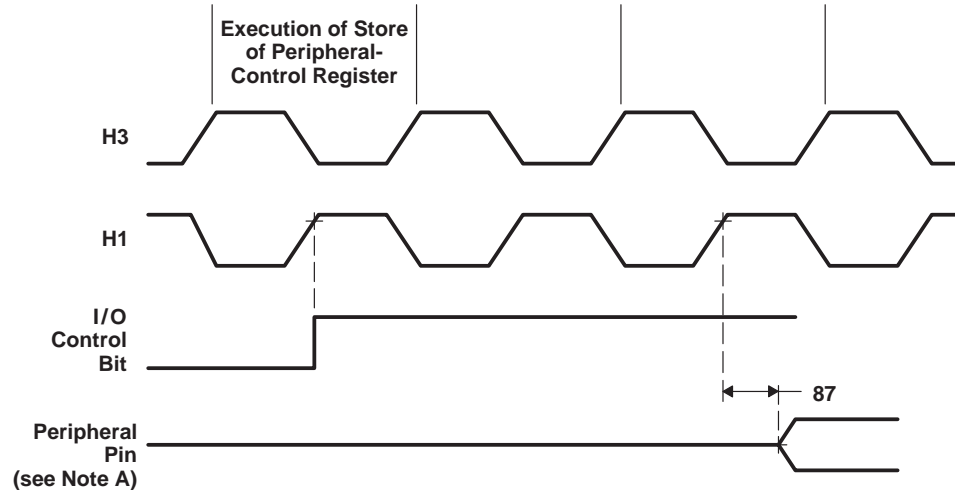 Execution of Store
of Peripheral-
Control Register
H3
H1
I/O
Control
Bit
87
Peripheral
Pin
(see Note A)